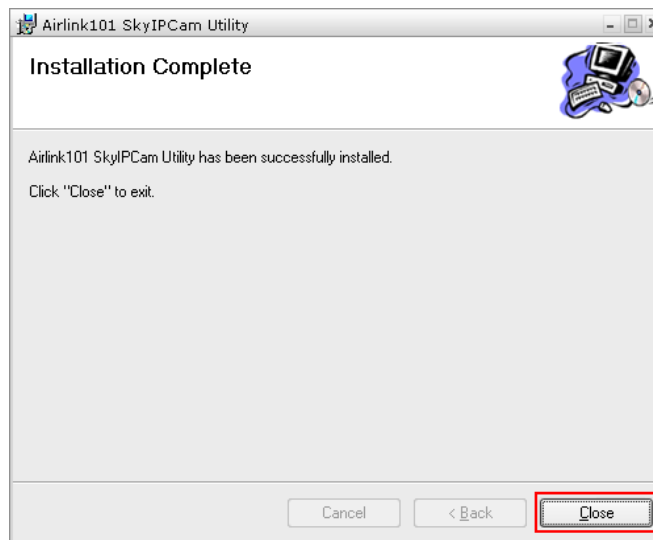 Airlink101 SkyIPCam Utility
Installation Complete
Airlink101 SkyIPCam Utility has been successfully installed.
Click "Close" to exit.
Cancel
< Back
Close